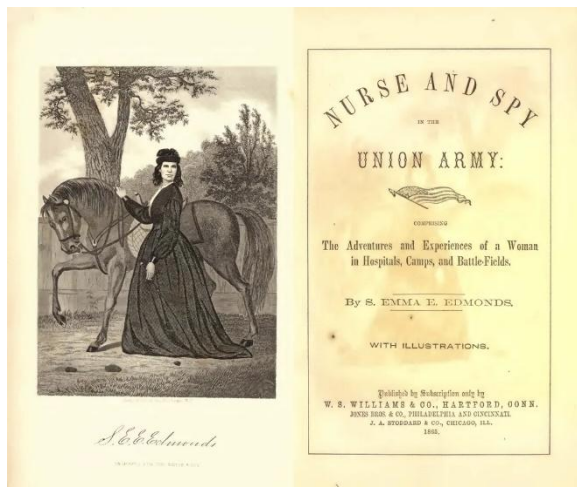 S. E. E. Edmonds
NURSE AND SPY
IN THE
UNION ARMY:
COMPRISING
The Adventures and Experiences of a Woman
in Hospitals, Camps, and Battle-Fields.
By S. EMMA E. EDMONDS.
WITH ILLUSTRATIONS.
Published by Subscription only by
W. S. WILLIAMS & CO., HARTFORD, CONN.
JONES BROS. & CO., PHILADELPHIA AND CINCINNATI.
J. A. STODDARD & CO., CHICAGO, ILL.
1865.